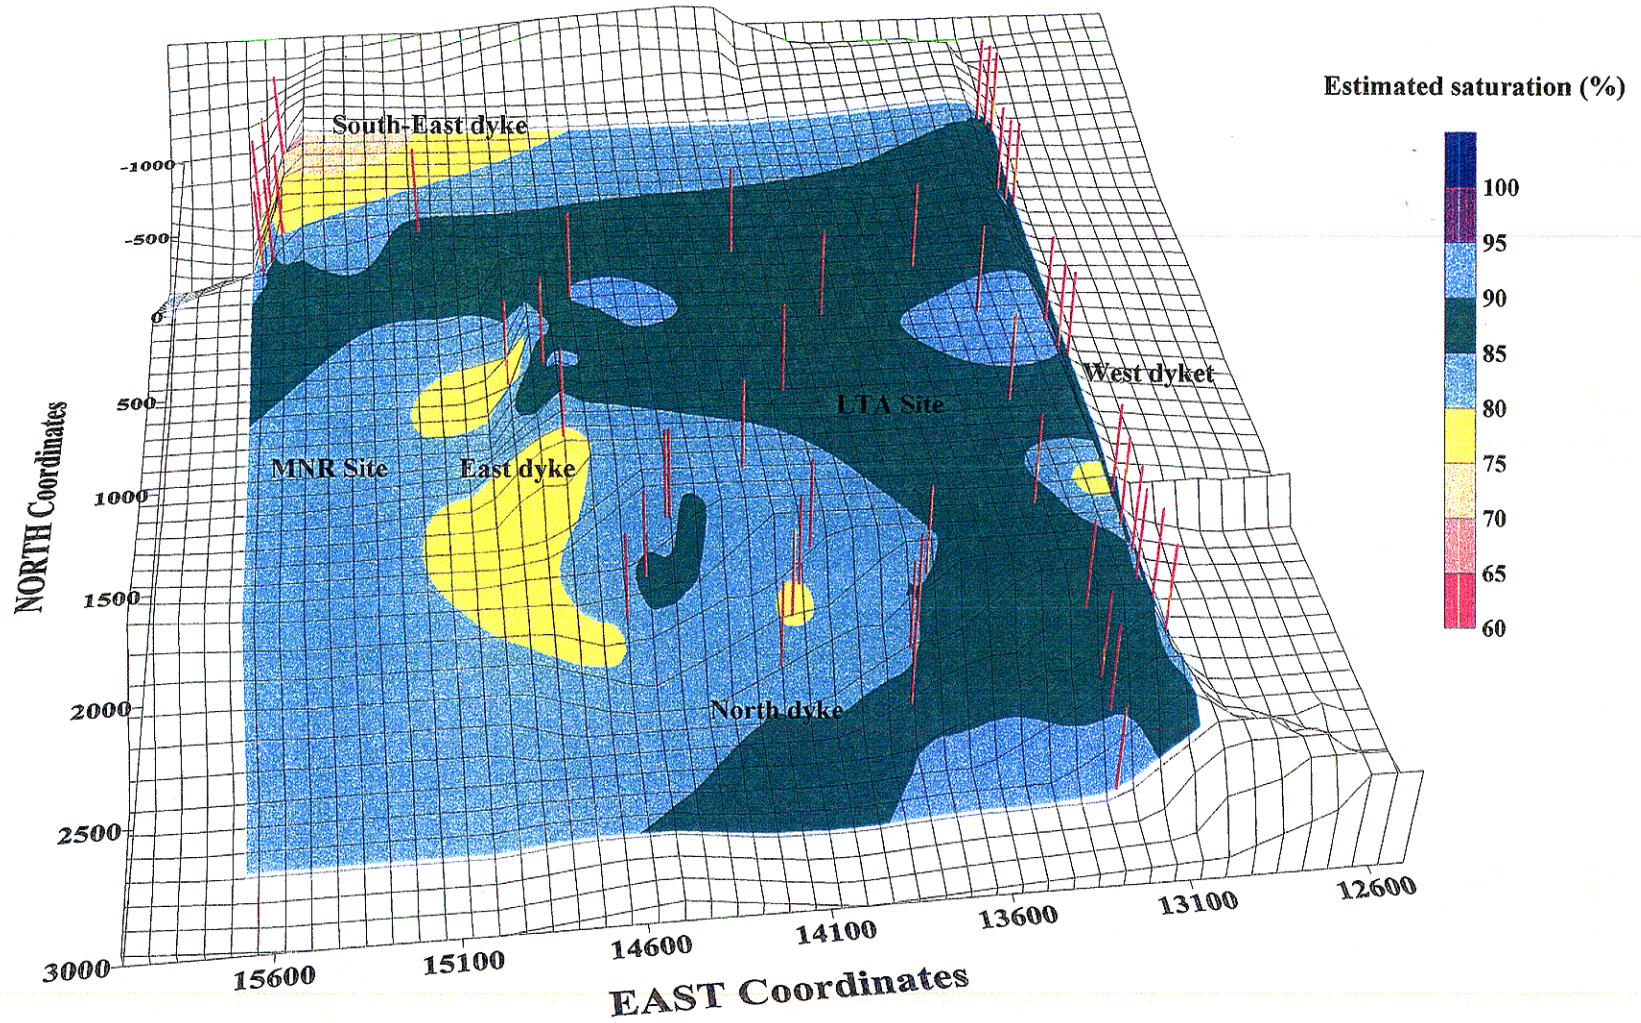 Estimated saturation (%)
South-East dyke
-1000
-500
0
500
1000
1500
2000
2500
3000
NORTH Coordinates
100
95
90
85
80
75
70
65
60
West dyket
LTA Site
MNR Site
East dyke
North dyke
15600
15100
14600
14100
13600
13100
12600
EAST Coordinates